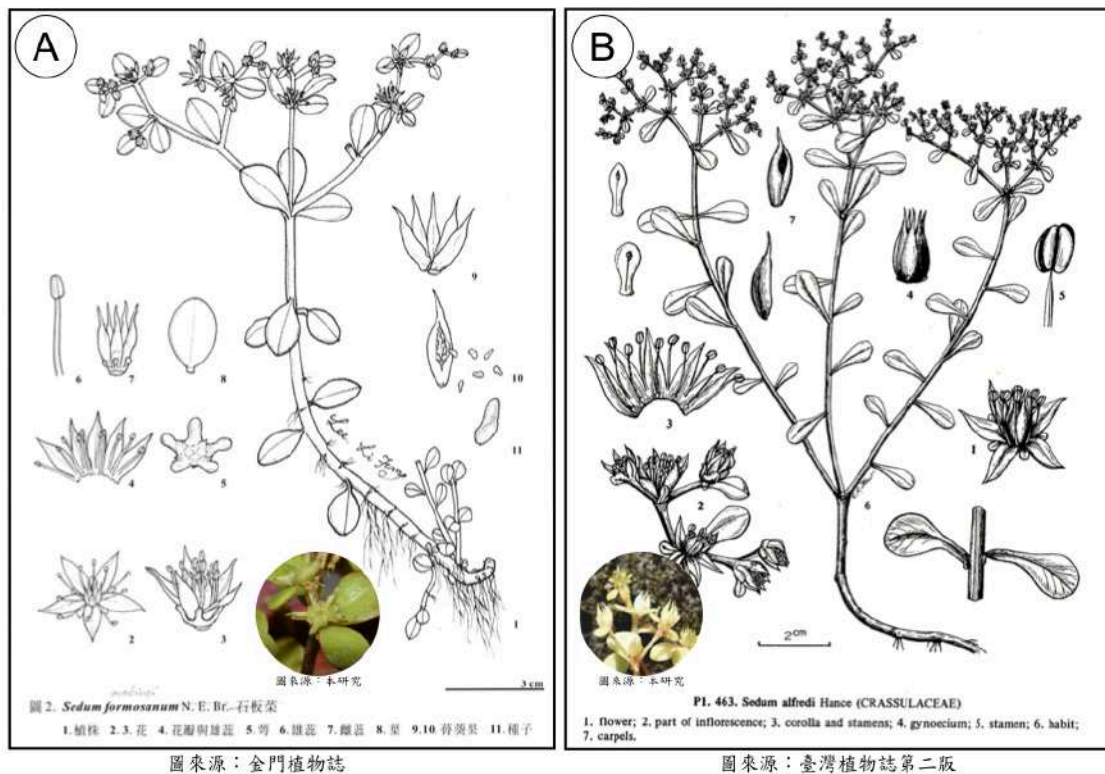 A
9
6
7
8
10
4
5
11
2
3
1
圖來源：本研究
3 cm
圖2. Sedum formosanum N. E. Br.─石板菜
1.植株 2.3.花 4.花瓣與雄蕊 5.萼 6.雄蕊 7.雌蕊 8.葉 9.10.蓇葖果 11.種子
圖來源：金門植物誌
B
7
4
5
3
1
2
6
圖來源：本研究
2 cm
P1. 463. Sedum alfredi Hance (CRASSULACEAE)
1. flower; 2. part of inflorescence; 3. corolla and stamens; 4. gynoecium; 5. stamen; 6. habit;
7. carpels.
圖來源：臺灣植物誌第二版